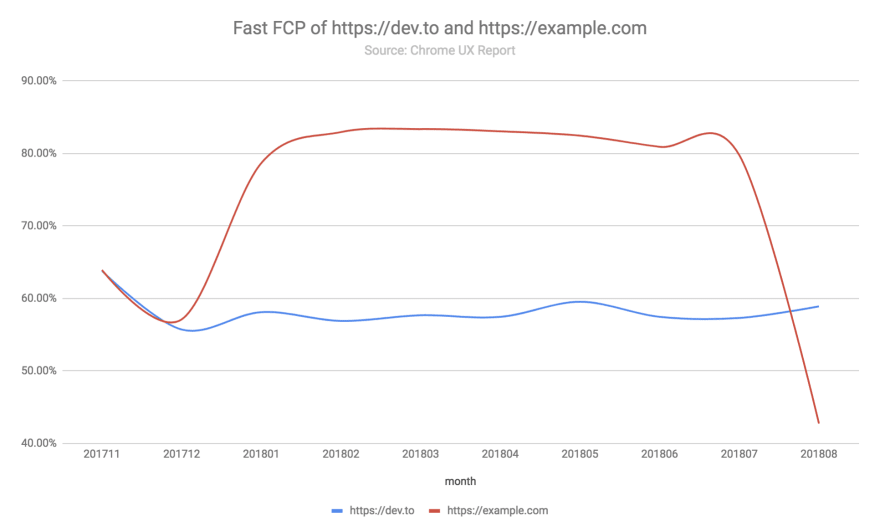 Fast FCP of https://dev.to and https://example.com
Source: Chrome UX Report
90.00%
80.00%
70.00%
60.00%
50.00%
40.00%
201711 201712 201801 201802 201803 201804 201805 201806 201807 201808
month
https://dev.to https://example.com